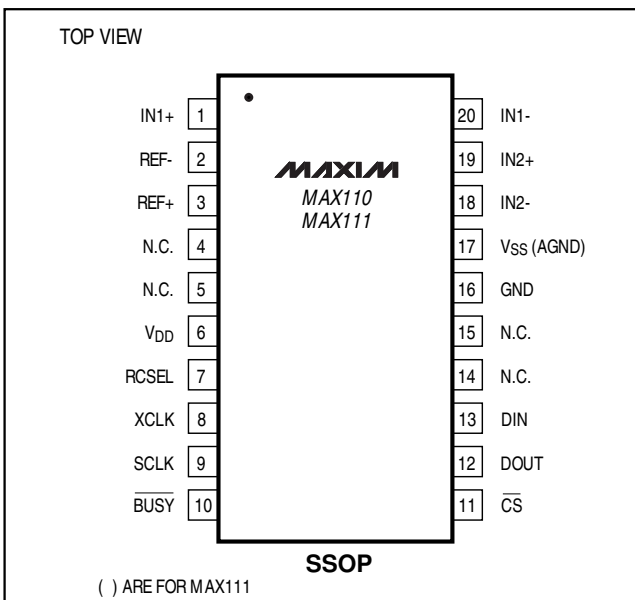 TOP VIEW
IN1+ 1
REF- 2
REF+ 3
N.C. 4
N.C. 5
VDD 6
RCSEL 7
XCLK 8
SCLK 9
BUSY 10
MAXIM
MAX110
MAX111
20 IN1-
19 IN2+
18 IN2-
17 VSS (AGND)
16 GND
15 N.C.
14 N.C.
13 DIN
12 DOUT
11 CS
SSOP
( ) ARE FOR MAX111